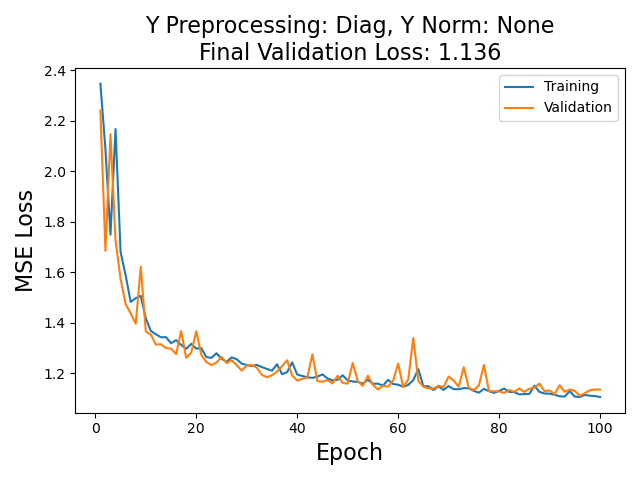 Y Preprocessing: Diag, Y Norm: None
Final Validation Loss: 1.136
Training
Validation
MSE Loss
2.4
2.2
2.0
1.8
1.6
1.4
1.2
0
20
40
60
80
100
Epoch